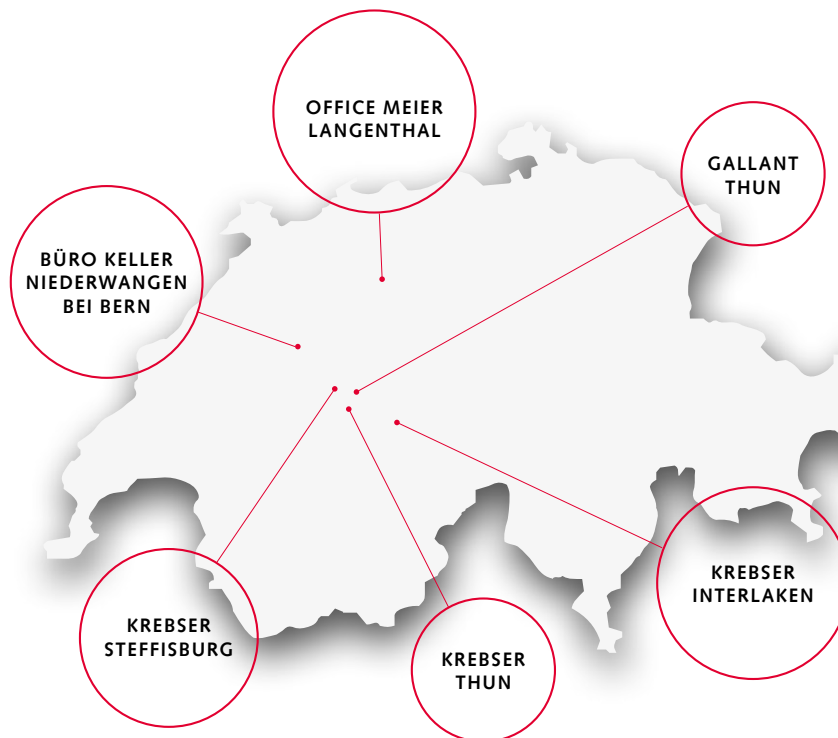 OFFICE MEIER
LANGENTHAL
GALLANT
THUN
BÜRO KELLER
NIEDERWANGEN
BEI BERN
KREBSER
INTERLAKEN
KREBSER
STEFFISBURG
KREBSER
THUN